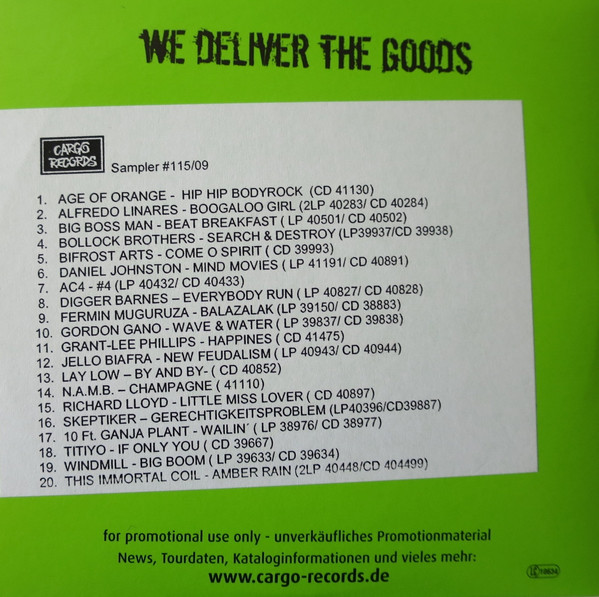 WE DELIVER THE GOODS
CARGO
RECORDS
Sampler #115/09
1. AGE OF ORANGE - HIP HIP BODYROCK (CD 41130)
2. ALFREDO LINARES - BOOGALOO GIRL (2LP 40283/ CD 40284)
3. BIG BOSS MAN - BEAT BREAKFAST ( LP 40501/ CD 40502)
4. BOLLOCK BROTHERS - SEARCH & DESTROY (LP39937/CD 39938)
5. BIFROST ARTS - COME O SPIRIT ( CD 39993)
6. DANIEL JOHNSTON - MIND MOVIES ( LP 41191/ CD 40891)
7. AC4 - #4 (LP 40432/ CD 40433)
8. DIGGER BARNES – EVERYBODY RUN ( LP 40827/ CD 40828)
9. FERMIN MUGURUZA - BALAZALAK (LP 39150/ CD 38883)
10. GORDON GANO - WAVE & WATER ( LP 39837/ CD 39838)
11. GRANT-LEE PHILLIPS - HAPPINES ( CD 41475)
12. JELLO BIAFRA - NEW FEUDALISM ( LP 40943/ CD 40944)
13. LAY LOW – BY AND BY- ( CD 40852)
14. N.A.M.B. – CHAMPAGNE ( 41110)
15. RICHARD LLOYD - LITTLE MISS LOVER ( CD 40897)
16. SKEPTIKER – GERECHTIGKEITSPROBLEM (LP40396/CD39887)
17. 10 Ft. GANJA PLANT - WAILIN´ ( LP 38976/ CD 38977)
18. TITIYO - IF ONLY YOU ( CD 39667)
19. WINDMILL - BIG BOOM ( LP 39633/ CD 39634)
20. THIS IMMORTAL COIL - AMBER RAIN (2LP 40448/CD 404499)
for promotional use only - unverkäufliches Promotionmaterial
News, Tourdaten, Kataloginformationen und vieles mehr:
www.cargo-records.de